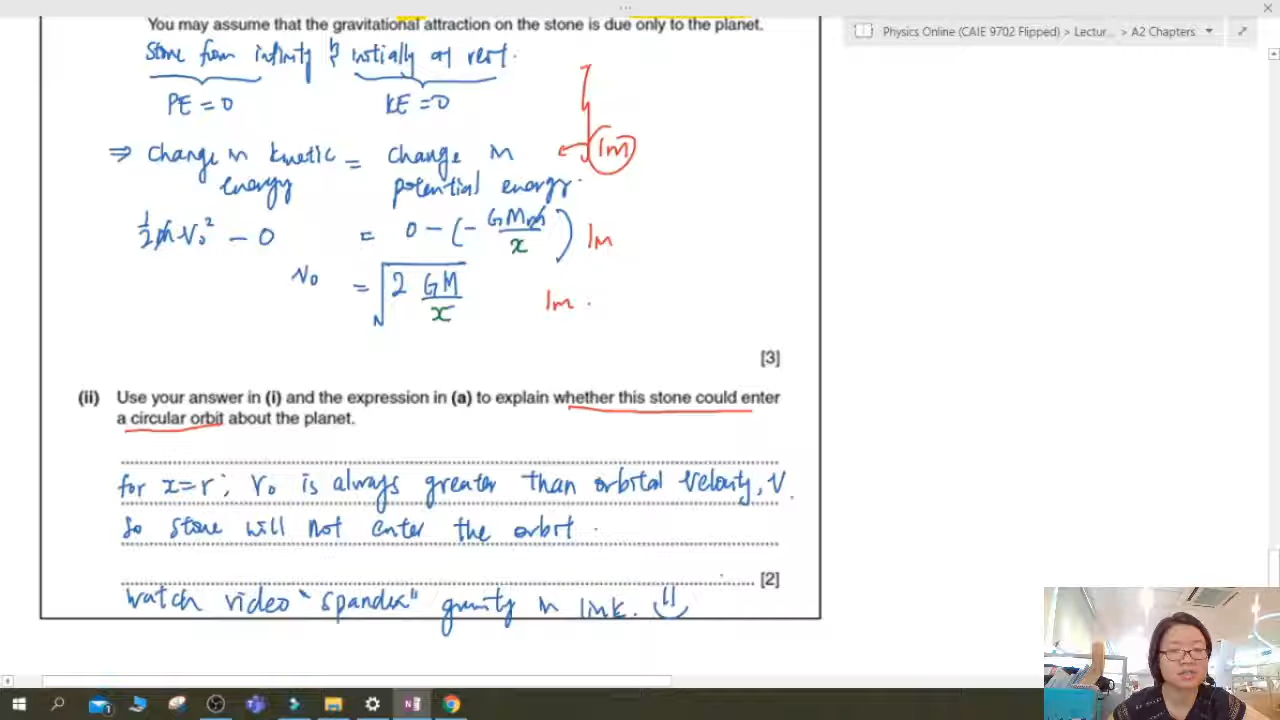 You may assume that the gravitational attraction on the stone is due only to the planet.
Physics Online (CAIE 9702 Flipped) > Lectur... > A2 Chapters
Stone from infinity & initially at rest.
PE = 0 KE = 0
1m
⇒ Change in kinetic energy = change in potential energy.
½mv₀² − 0 = 0 − (− GMm/x) 1m
v₀ = √(2 GM/x) 1m.
[3]
(ii) Use your answer in (i) and the expression in (a) to explain whether this stone could enter
a circular orbit about the planet.
for x = r; v₀ is always greater than orbital velocity, v.
So stone will not enter the orbit.
[2]
Watch video "spandex" gravity in link.